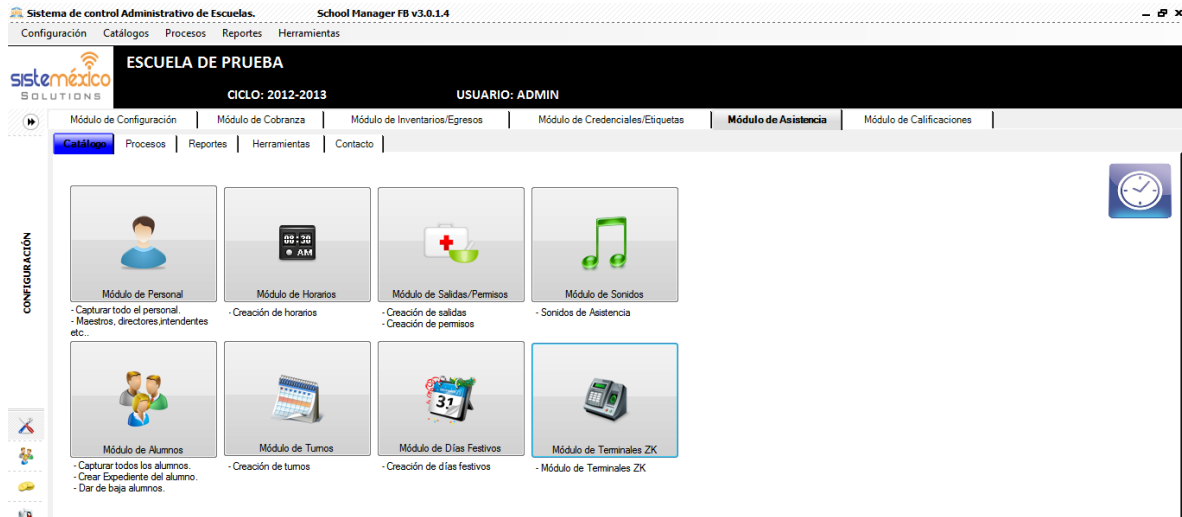 Sistema de control Administrativo de Escuelas. School Manager FB v3.0.1.4
Configuración Catálogos Procesos Reportes Herramientas
sisteméxico
SOLUTIONS
ESCUELA DE PRUEBA
CICLO: 2012-2013 USUARIO: ADMIN
Módulo de Configuración Módulo de Cobranza Módulo de Inventarios/Egresos Módulo de Credenciales/Etiquetas Módulo de Asistencia Módulo de Calificaciones
Catálogo Procesos Reportes Herramientas Contacto
CONFIGURACIÓN
08:30
AM
Módulo de Personal Módulo de Horarios Módulo de Salidas/Permisos Módulo de Sonidos
- Capturar todo el personal.
- Maestros, directores,intendentes
etc..
- Creación de horarios
- Creación de salidas
- Creación de permisos
- Sonidos de Asistencia
31
Módulo de Alumnos Módulo de Turnos Módulo de Días Festivos Módulo de Terminales ZK
- Capturar todos los alumnos.
- Crear Expediente del alumno.
- Dar de baja alumnos.
- Creación de turnos
- Creación de días festivos
- Módulo de Terminales ZK